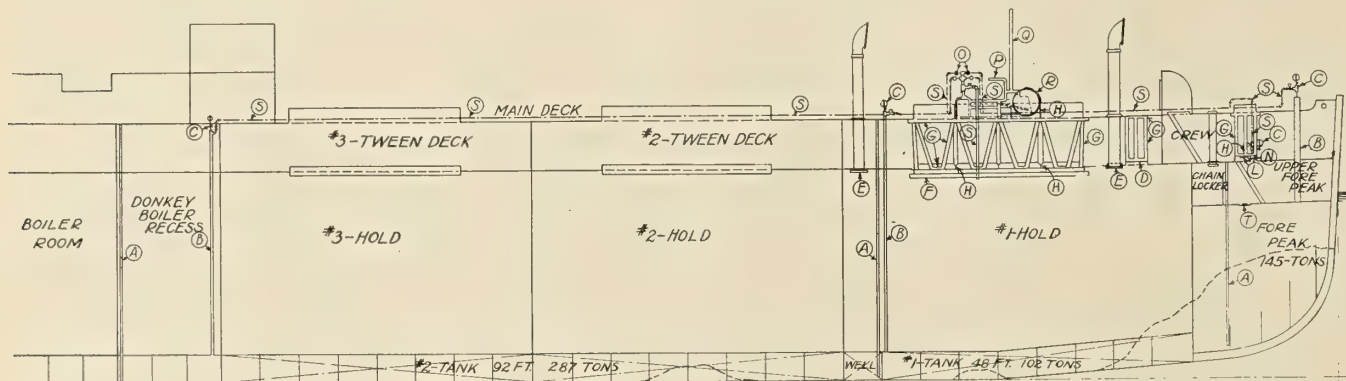 Q
P
O
R
C
S
S
S
H
S
S
C
S
S
S
MAIN DECK
S
C
C
#3-TWEEN DECK
#2-TWEEN DECK
G
S
G
G
CREW
G
S
C
B
H
L
N
E
F
H
H
E
D
CHAIN
LOCKER
UPPER
FORE
PEAK
BOILER
ROOM
DONKEY
BOILER
RECESS
A
B
#3-HOLD
#2-HOLD
A
B
#1-HOLD
T
FORE
PEAK
145-TONS
A
#2-TANK 92 FT. 287 TONS
WELL
#1-TANK 48 FT. 102 TONS